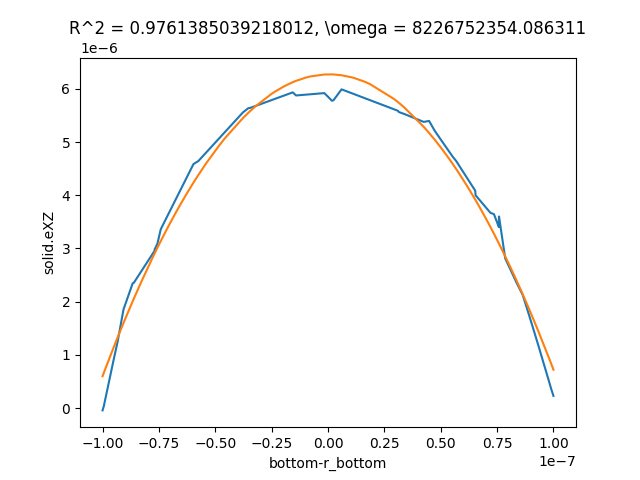 R^2 = 0.9761385039218012, \omega = 8226752354.086311
1e−6
6
5
4
3
2
1
0
solid.eXZ
−1.00 −0.75 −0.50 −0.25 0.00 0.25 0.50 0.75 1.00
bottom-r_bottom 1e−7